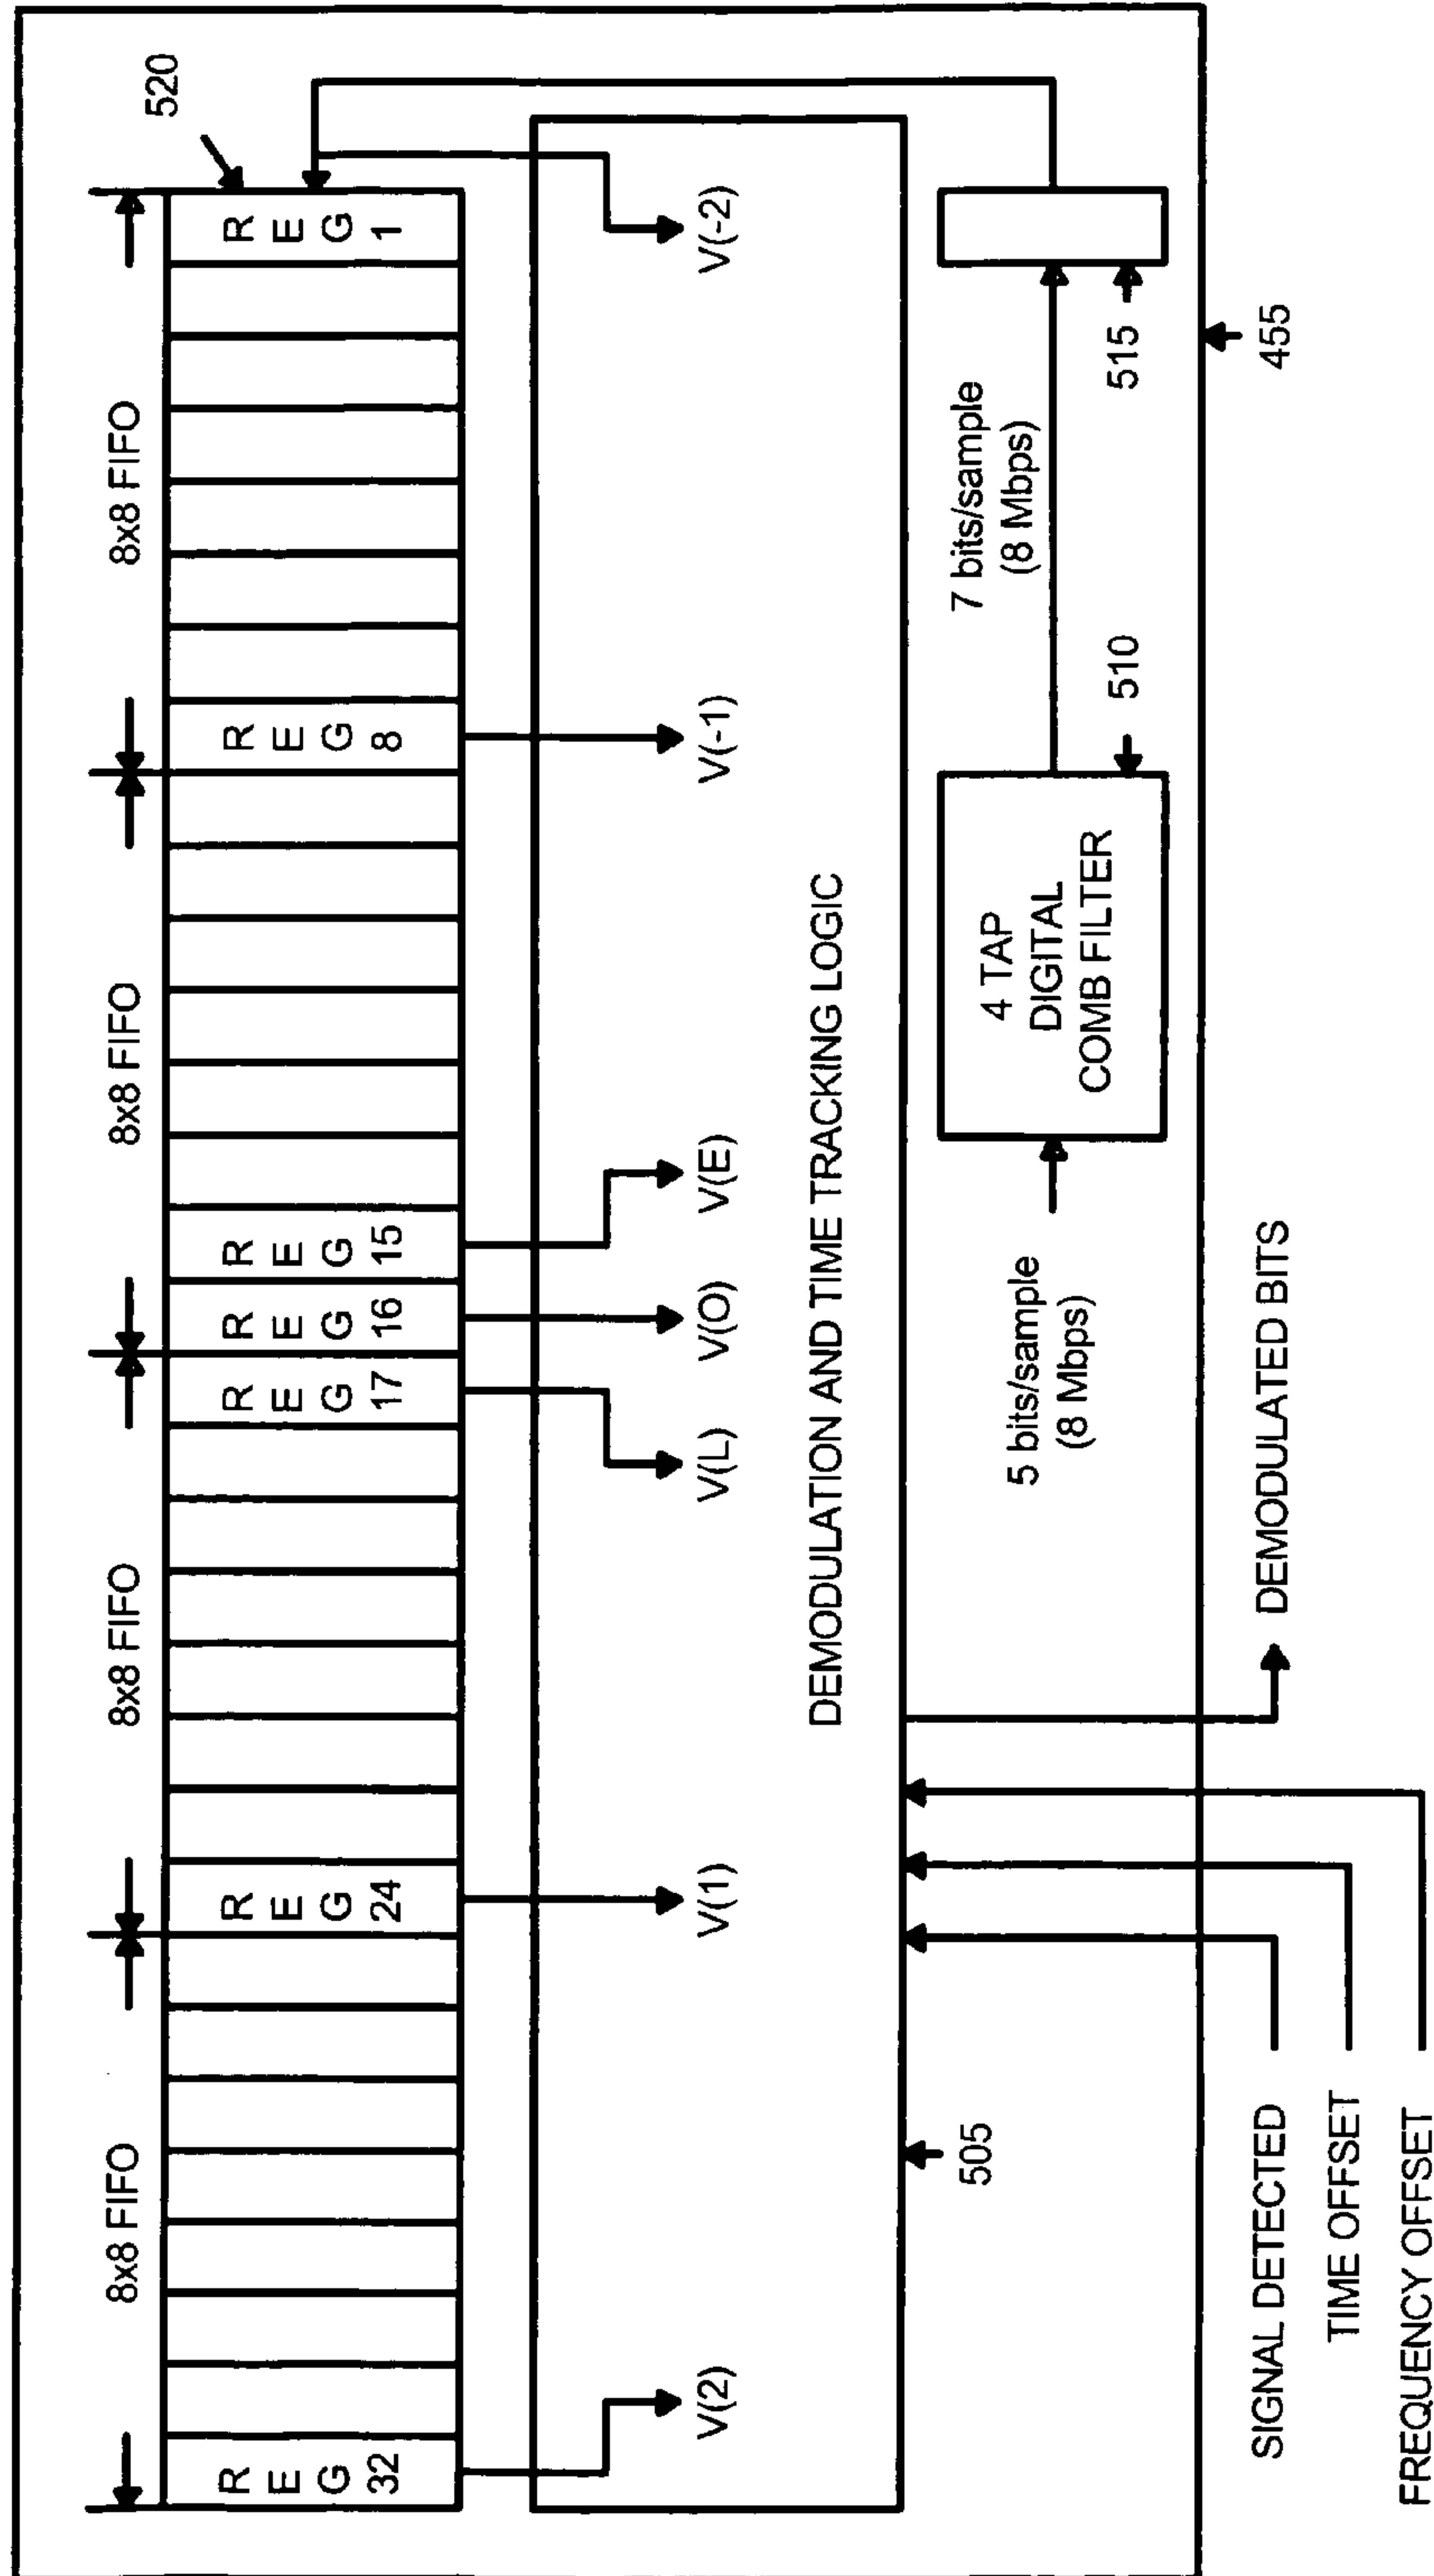 8x8 FIFO
8x8 FIFO
8x8 FIFO
8x8 FIFO
520
REG 32
REG 24
REG 17
REG 16
REG 15
REG 8
REG 1
V(2)
V(1)
V(L)
V(O)
V(E)
V(-1)
V(-2)
DEMODULATION AND TIME TRACKING LOGIC
505
5 bits/sample
(8 Mbps)
4 TAP
DIGITAL
COMB FILTER
510
7 bits/sample
(8 Mbps)
515
455
SIGNAL DETECTED
TIME OFFSET
FREQUENCY OFFSET
DEMODULATED BITS